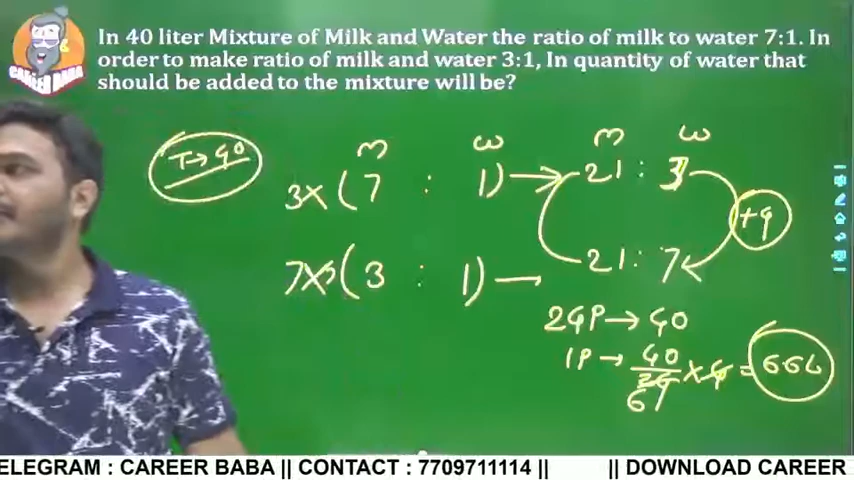 In 40 liter Mixture of Milk and Water the ratio of milk to water 7:1. In
order to make ratio of milk and water 3:1, In quantity of water that
should be added to the mixture will be?
CAREER BABA
T→40
m w m w
3×(7 : 1) → 21 : 3
+4
7×(3 : 1) → 21 : 7
24P → 40
1P → 40/24 × 4 =
6
ELEGRAM : CAREER BABA || CONTACT : 7709711114 || || DOWNLOAD CAREER